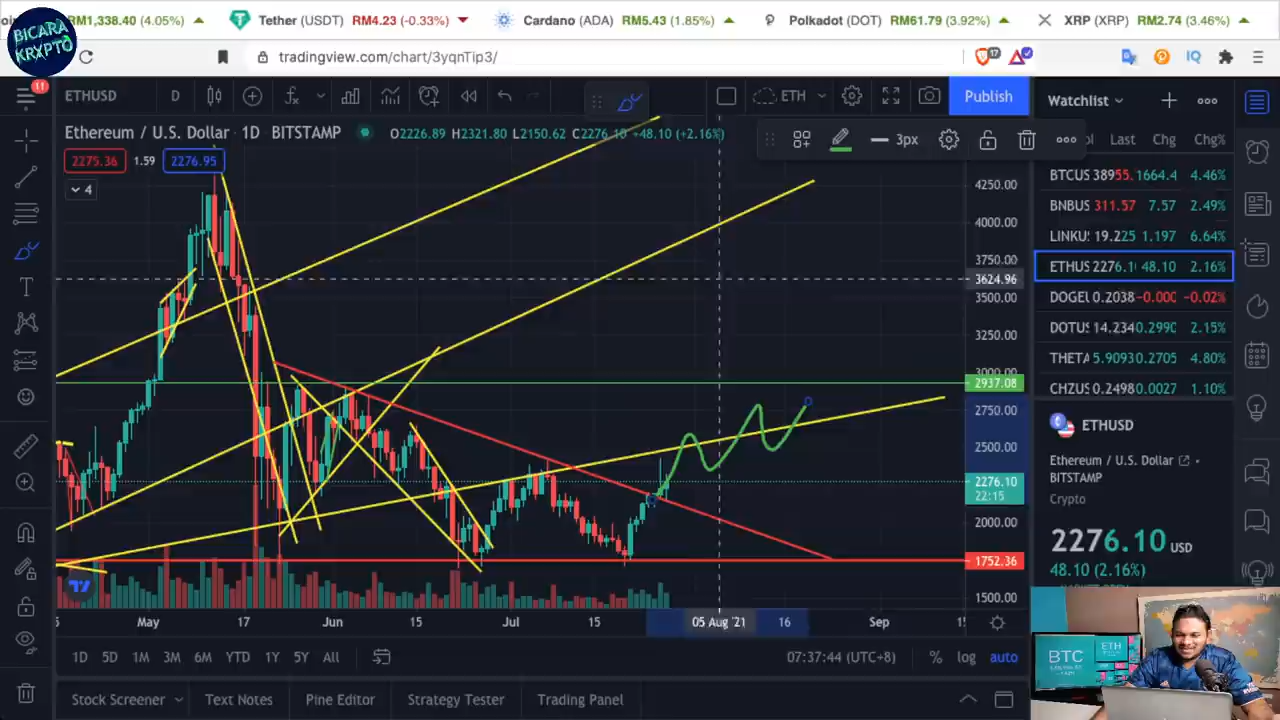 RM1,338.40 (4.05%) Tether (USDT) RM4.23 (-0.33%) Cardano (ADA) RM5.43 (1.85%) Polkadot (DOT) RM61.79 (3.92%) XRP (XRP) RM2.74 (3.46%)
BICARA
KRYPTO
tradingview.com/chart/3yqnTip3/
17
IQ
11
ETHUSD D ETH Publish
Watchlist
Ethereum / U.S. Dollar · 1D BITSTAMP O2226.89 H2321.80 L2150.62 C2276.10 +48.10 (+2.16%)
3px
Last Chg Chg%
2275.36 1.59 2276.95
4
BTCUS 38955. 1664.4 4.46%
BNBUS 311.57 7.57 2.49%
LINKU 19.225 1.197 6.64%
ETHUS 2276.1 48.10 2.16%
DOGE 0.2038 -0.000 -0.02%
DOTUS 14.234 0.2990 2.15%
THETA 5.9093 0.2705 4.80%
CHZUS 0.2498 0.0027 1.10%
4250.00
4000.00
3750.00
3624.96
3500.00
3250.00
3000.00
2937.08
2750.00
2500.00
2276.10
22:15
2000.00
1752.36
1500.00
ETHUSD
Ethereum / U.S. Dollar
BITSTAMP
Crypto
2276.10 USD
48.10 (2.16%)
May 17 Jun 15 Jul 15 05 Aug '21 16 Sep
1D 5D 1M 3M 6M YTD 1Y 5Y All
07:37:44 (UTC+8) % log auto
Stock Screener Text Notes Pine Editor Strategy Tester Trading Panel
BTC
ETH